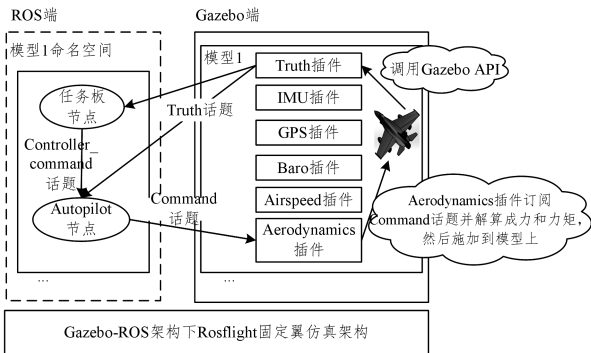 ROS端
Gazebo端
模型1命名空间
...
任务板
节点
Controller_
command
话题
Autopilot
节点
...
Truth话题
Command
话题
模型1
Truth插件
IMU插件
GPS插件
Baro插件
Airspeed插件
Aerodynamics
插件
...
调用Gazebo API
Aerodynamics插件订阅
Command话题并解算成力和力矩,
然后施加到模型上
Gazebo-ROS架构下Rosflight固定翼仿真架构